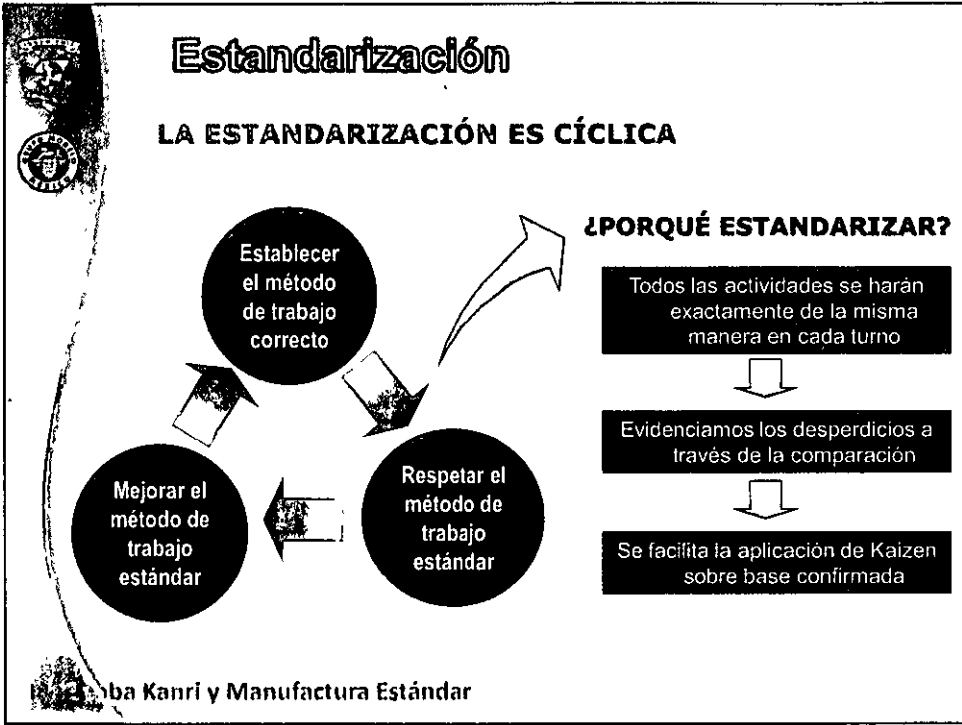 Estandarización
LA ESTANDARIZACIÓN ES CÍCLICA
GRUPO MODELO
MÉXICO
Establecer
el método
de trabajo
correcto
Respetar el
método de
trabajo
estándar
Mejorar el
método de
trabajo
estándar
¿PORQUÉ ESTANDARIZAR?
Todos las actividades se harán
exactamente de la misma
manera en cada turno
Evidenciamos los desperdicios a
través de la comparación
Se facilita la aplicación de Kaizen
sobre base confirmada
Kanri y Manufactura Estándar